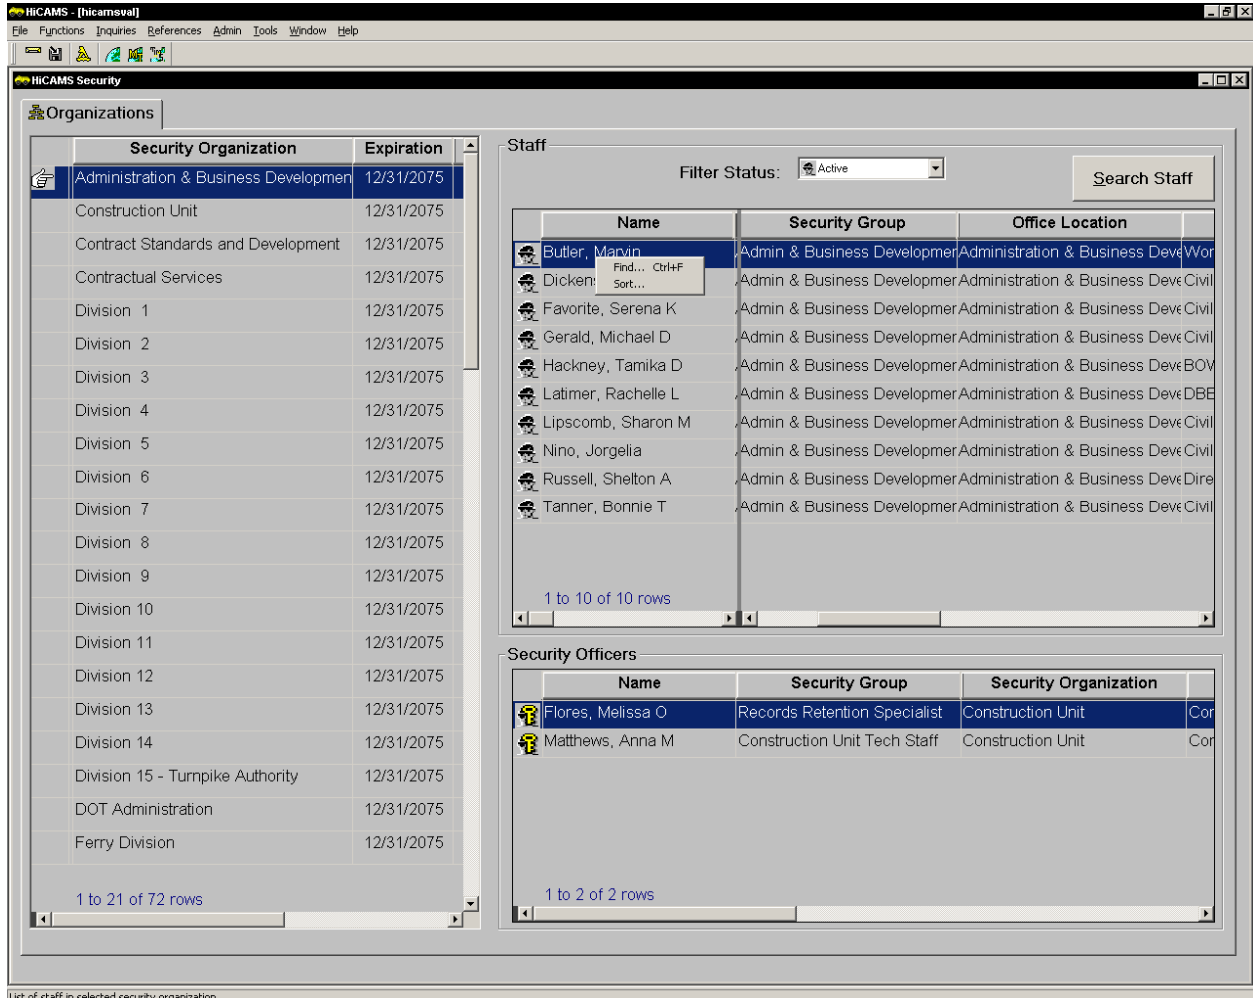 HiCAMS - [hicamsval]
File Functions Inquiries References Admin Tools Window Help
HiCAMS Security
Organizations
Security Organization Expiration
Administration & Business Developmen 12/31/2075
Construction Unit 12/31/2075
Contract Standards and Development 12/31/2075
Contractual Services 12/31/2075
Division 1 12/31/2075
Division 2 12/31/2075
Division 3 12/31/2075
Division 4 12/31/2075
Division 5 12/31/2075
Division 6 12/31/2075
Division 7 12/31/2075
Division 8 12/31/2075
Division 9 12/31/2075
Division 10 12/31/2075
Division 11 12/31/2075
Division 12 12/31/2075
Division 13 12/31/2075
Division 14 12/31/2075
Division 15 - Turnpike Authority 12/31/2075
DOT Administration 12/31/2075
Ferry Division 12/31/2075
1 to 21 of 72 rows
Staff
Filter Status: Active
Search Staff
Name Security Group Office Location
Butler, Marvin Admin & Business Developmer Administration & Business Deve Wor
Find... Ctrl+F
Sort...
Dickens Admin & Business Developmer Administration & Business Deve Civil
Favorite, Serena K Admin & Business Developmer Administration & Business Deve Civil
Gerald, Michael D Admin & Business Developmer Administration & Business Deve Civil
Hackney, Tamika D Admin & Business Developmer Administration & Business Deve BOW
Latimer, Rachelle L Admin & Business Developmer Administration & Business Deve DBE
Lipscomb, Sharon M Admin & Business Developmer Administration & Business Deve Civil
Nino, Jorgelia Admin & Business Developmer Administration & Business Deve Civil
Russell, Shelton A Admin & Business Developmer Administration & Business Deve Dire
Tanner, Bonnie T Admin & Business Developmer Administration & Business Deve Civil
1 to 10 of 10 rows
Security Officers
Name Security Group Security Organization
Flores, Melissa O Records Retention Specialist Construction Unit Cor
Matthews, Anna M Construction Unit Tech Staff Construction Unit Cor
1 to 2 of 2 rows
List of staff in selected security organization